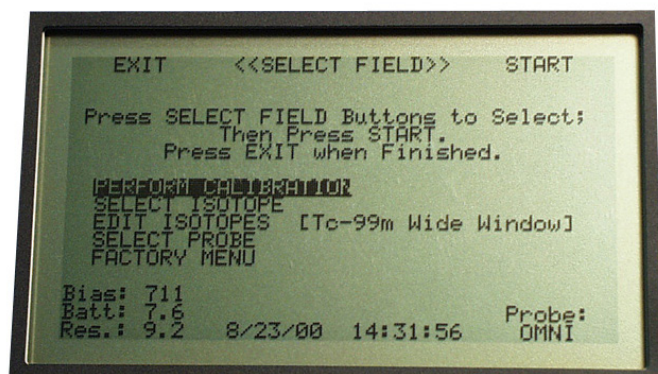 EXIT <<SELECT FIELD>> START
Press SELECT FIELD Buttons to Select;
Then Press START.
Press EXIT when Finished.
PERFORM CALIBRATION
SELECT ISOTOPE
EDIT ISOTOPES [Tc-99m Wide Window]
SELECT PROBE
FACTORY MENU
Bias: 711
Batt: 7.6 Probe:
Res.: 9.2 8/23/00 14:31:56 OMNI